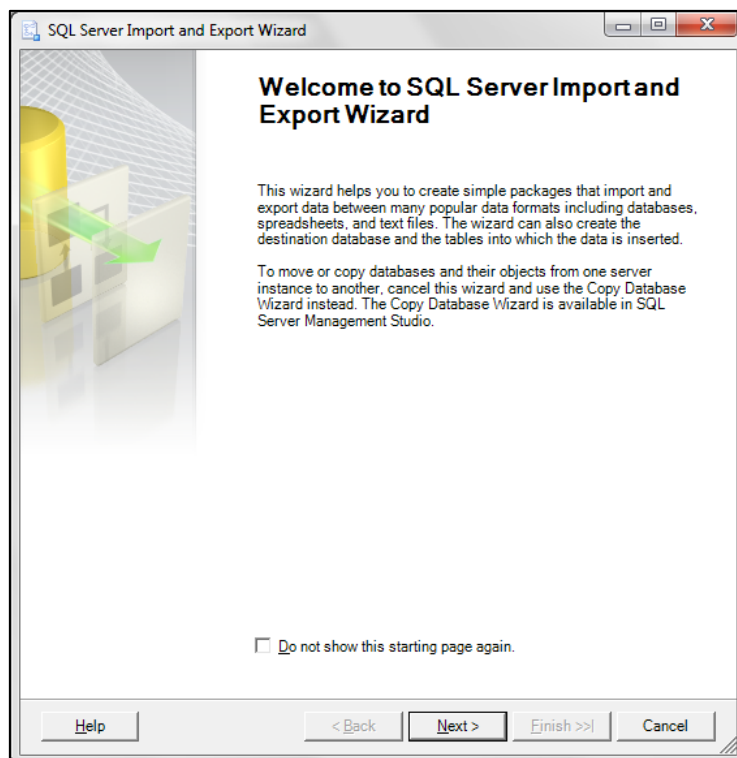 SQL Server Import and Export Wizard
Welcome to SQL Server Import and
Export Wizard
This wizard helps you to create simple packages that import and
export data between many popular data formats including databases,
spreadsheets, and text files. The wizard can also create the
destination database and the tables into which the data is inserted.
To move or copy databases and their objects from one server
instance to another, cancel this wizard and use the Copy Database
Wizard instead. The Copy Database Wizard is available in SQL
Server Management Studio.
Do not show this starting page again.
Help < Back Next > Finish >>| Cancel